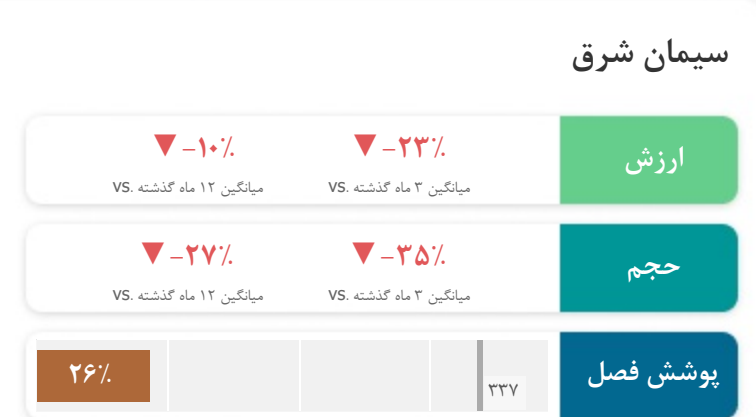 سیمان شرق
ارزش
-۲۳٪ ▼ -۱۰٪ ▼
میانگین ۳ ماه گذشته .VS میانگین ۱۲ ماه گذشته .VS
حجم
-۳۵٪ ▼ -۲۷٪ ▼
میانگین ۳ ماه گذشته .VS میانگین ۱۲ ماه گذشته .VS
پوشش فصل
۳۳۷
۲۶٪